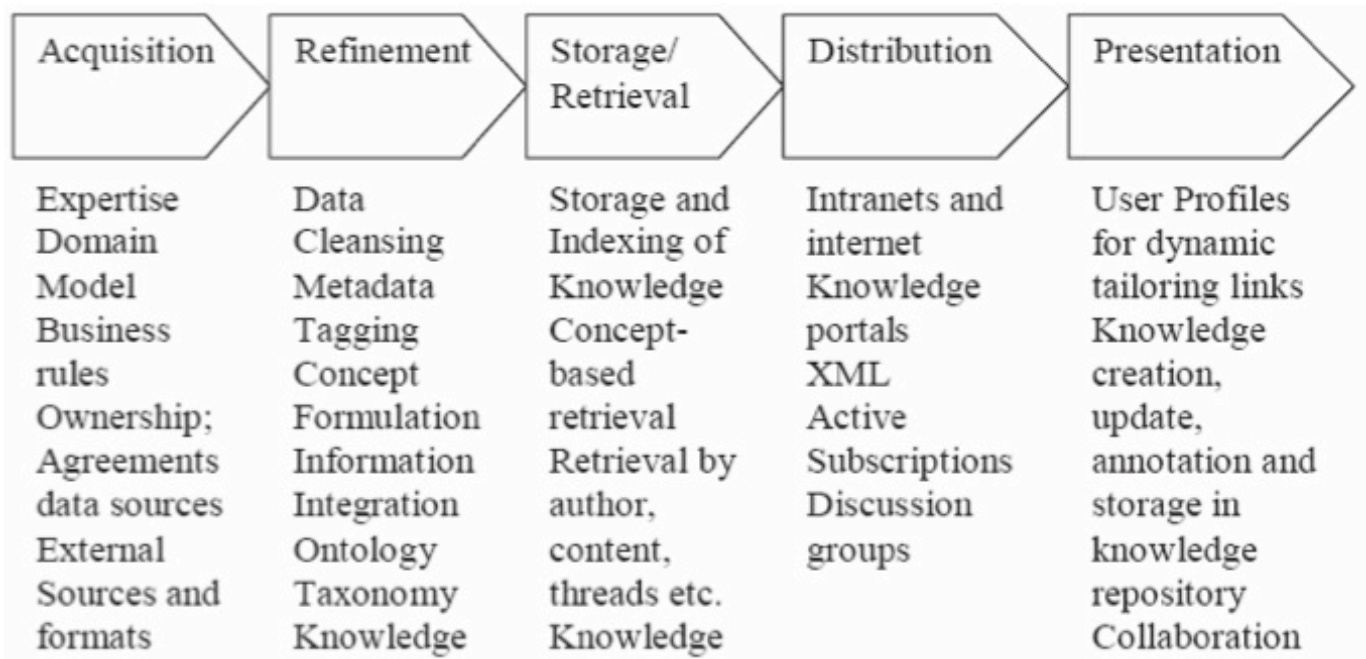 Acquisition
Refinement
Storage/
Retrieval
Distribution
Presentation
Expertise
Domain
Model
Business
rules
Ownership;
Agreements
data sources
External
Sources and
formats
Data
Cleansing
Metadata
Tagging
Concept
Formulation
Information
Integration
Ontology
Taxonomy
Knowledge
Storage and
Indexing of
Knowledge
Concept-
based
retrieval
Retrieval by
author,
content,
threads etc.
Knowledge
Intranets and
internet
Knowledge
portals
XML
Active
Subscriptions
Discussion
groups
User Profiles
for dynamic
tailoring links
Knowledge
creation,
update,
annotation and
storage in
knowledge
repository
Collaboration